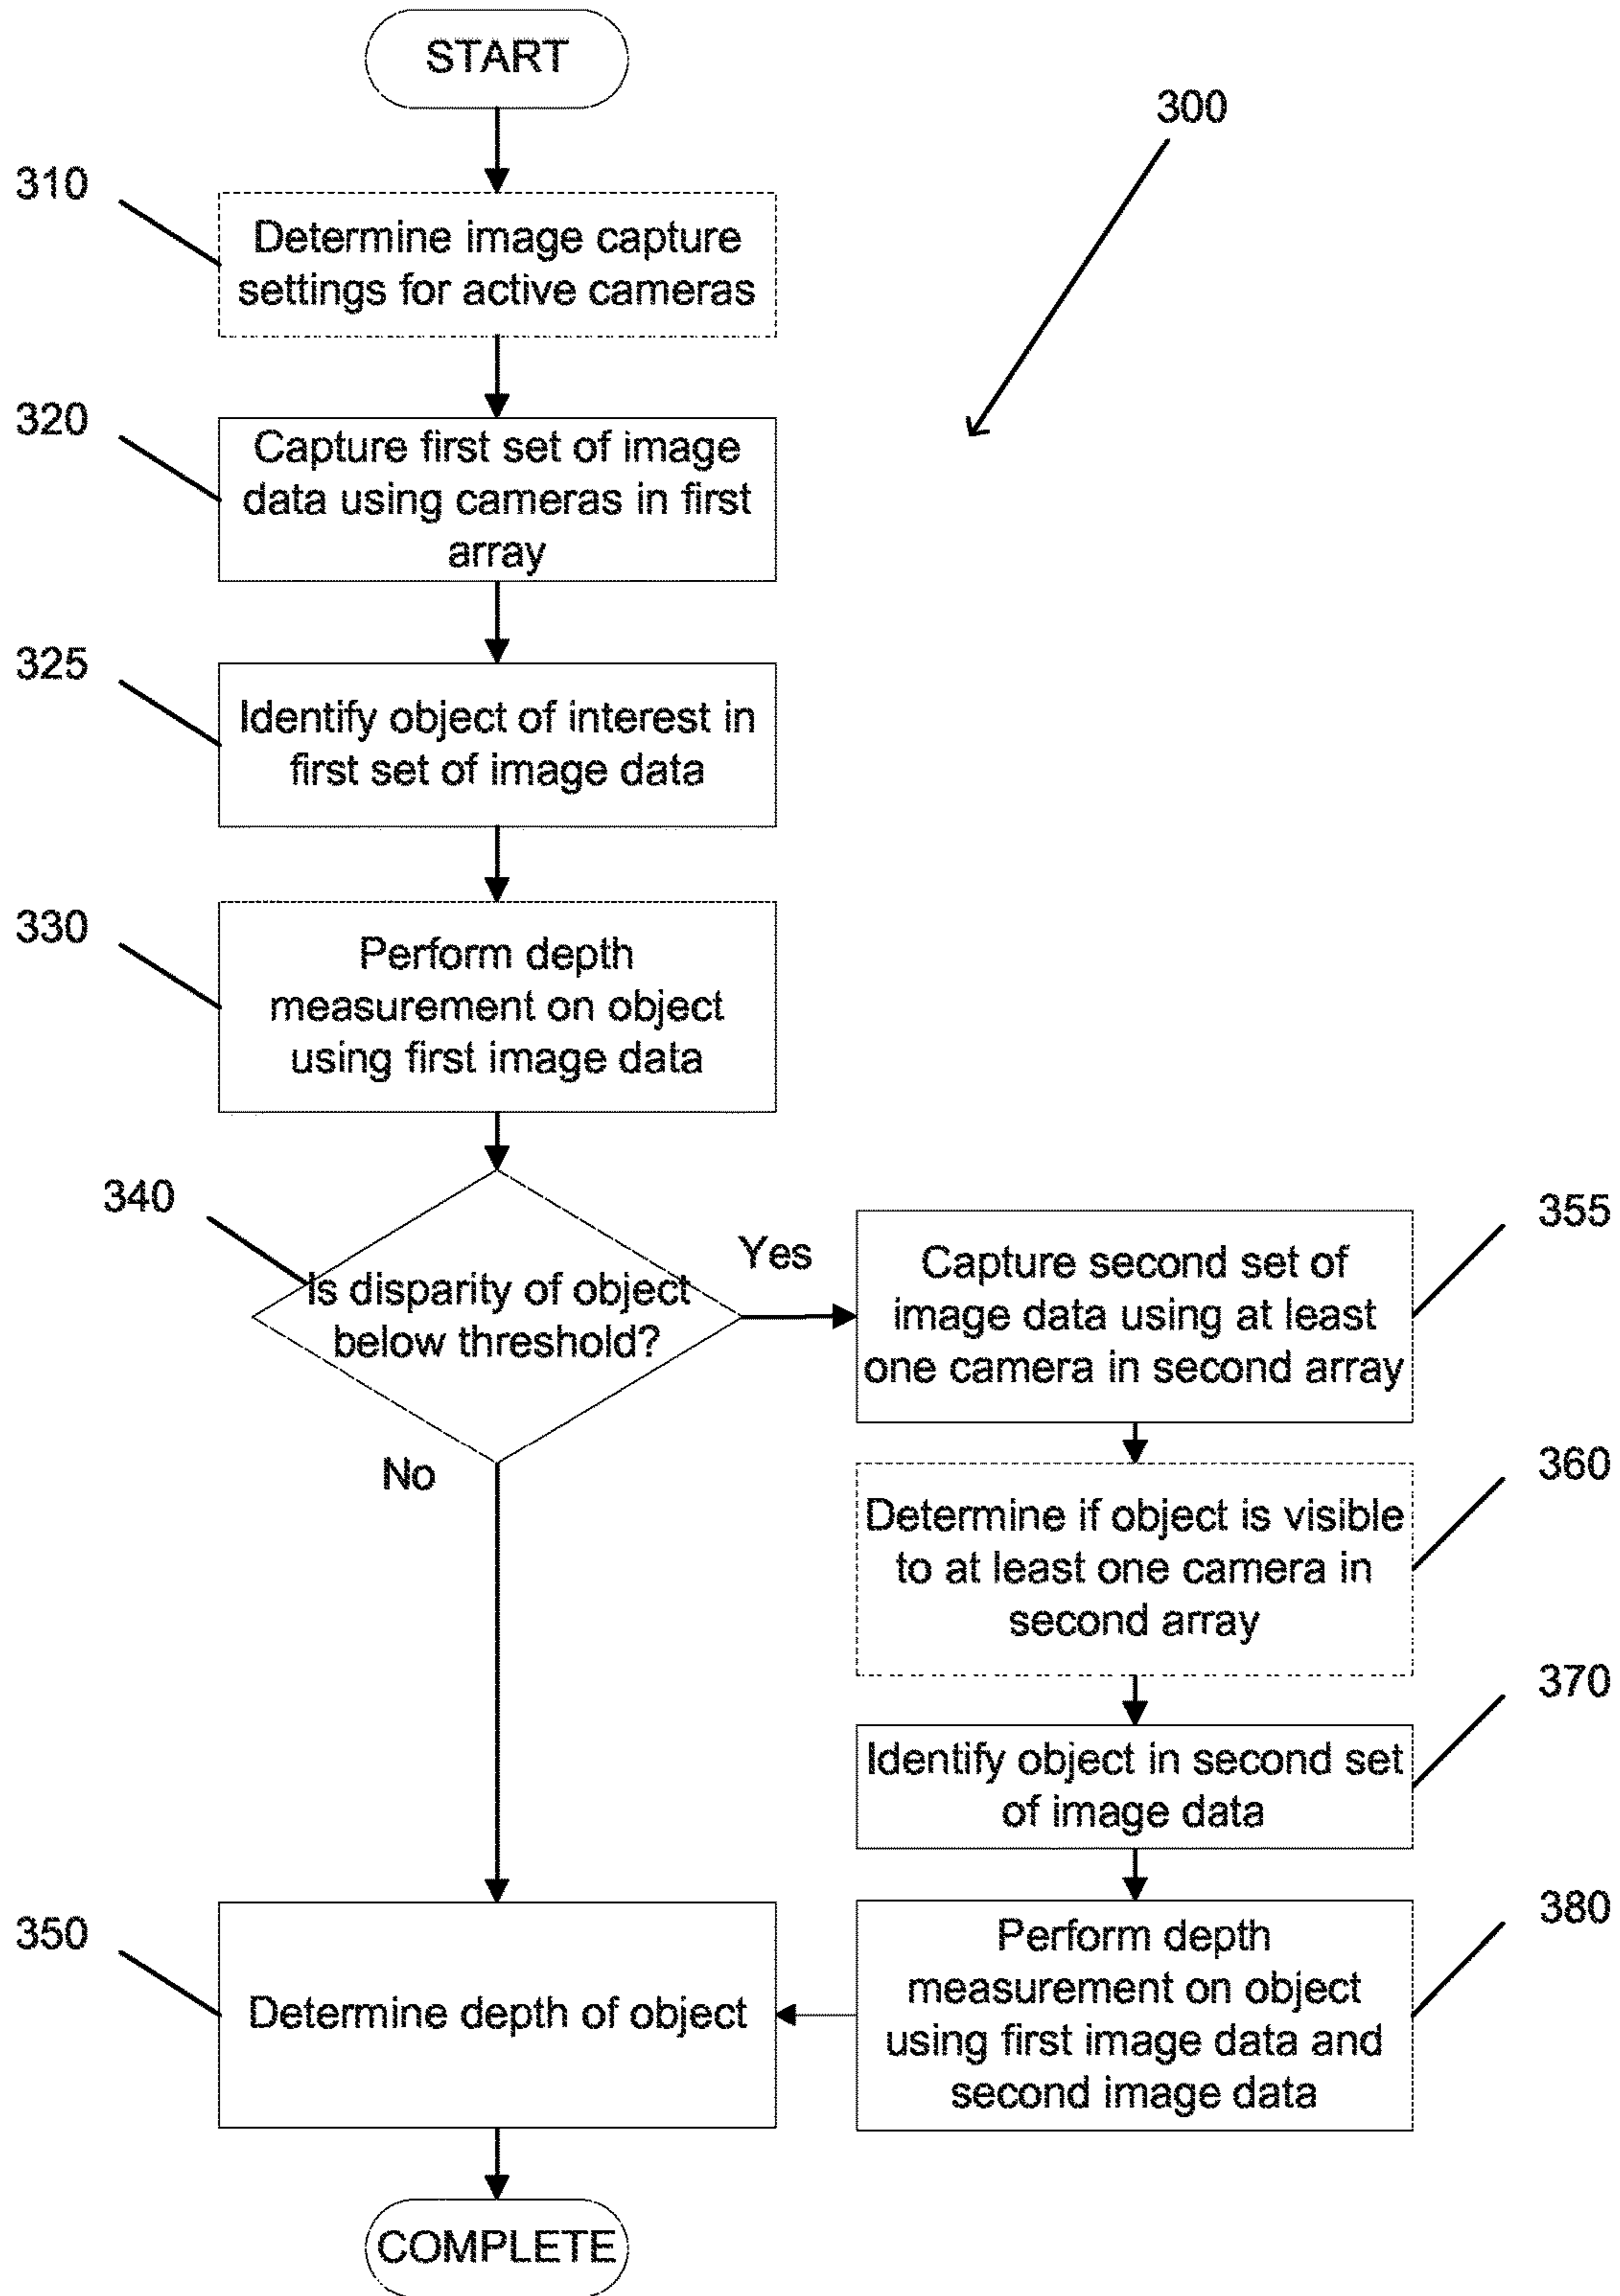 START
300
310
Determine image capture
settings for active cameras
320
Capture first set of image
data using cameras in first
array
325
Identify object of interest in
first set of image data
330
Perform depth
measurement on object
using first image data
340
Is disparity of object
below threshold?
Yes
No
355
Capture second set of
image data using at least
one camera in second array
360
Determine if object is visible
to at least one camera in
second array
370
Identify object in second set
of image data
380
Perform depth
measurement on object
using first image data and
second image data
350
Determine depth of object
COMPLETE